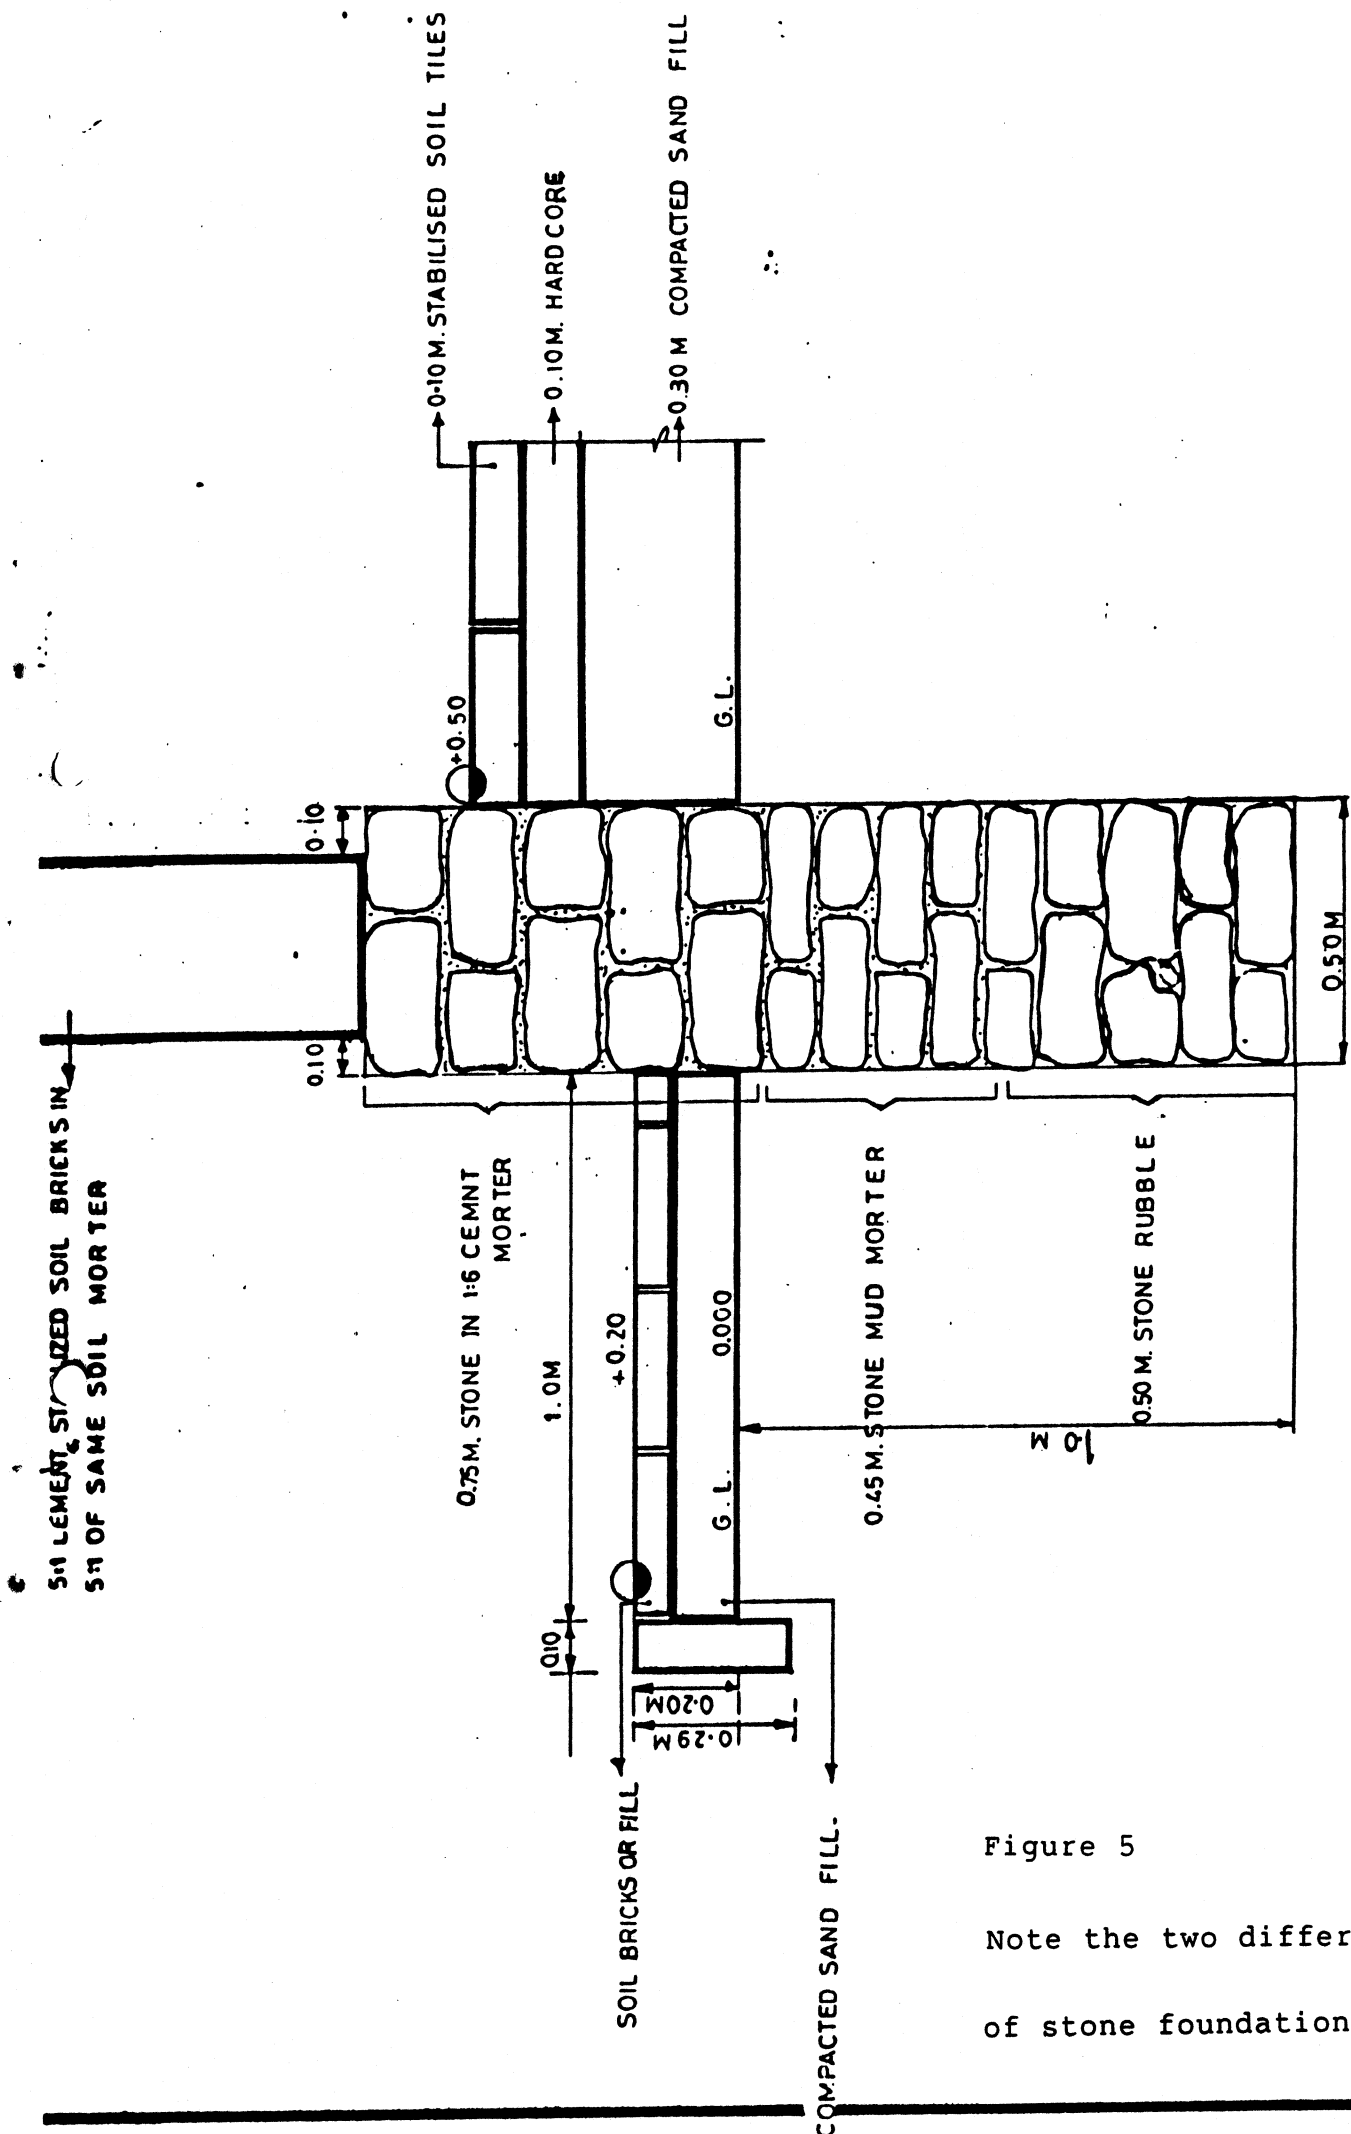 5:1 LEMENT ST LIZED SOIL BRICKS IN
5:1 OF SAME SOIL MORTER
0.10
0.10
0.10M. STABILISED SOIL TILES
0.10M. HARDCORE
0.30 M COMPACTED SAND FILL
+0.50
G.L.
0.75M. STONE IN 1:6 CEMNT
MORTER
1.0M
+0.20
0.000
G.L.
0.10
0.20M
0.29M
0.45M. STONE MUD MORTER
0.50 M. STONE RUBBLE
1.0 M
0.50M
SOIL BRICKS OR FILL
COMPACTED SAND FILL.
Figure 5
Note the two differ
of stone foundation